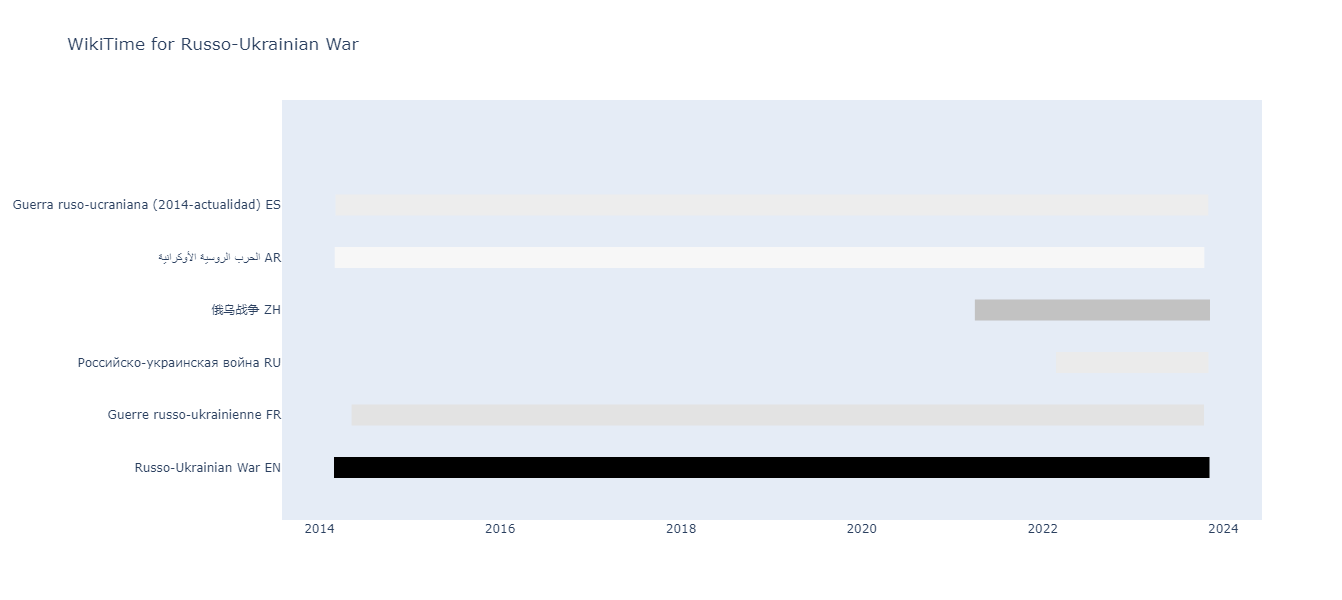 WikiTime for Russo-Ukrainian War
Guerra ruso-ucraniana (2014-actualidad) ES
الحرب الروسية الأوكرانية AR
俄乌战争 ZH
Российско-украинская война RU
Guerre russo-ukrainienne FR
Russo-Ukrainian War EN
2014 2016 2018 2020 2022 2024